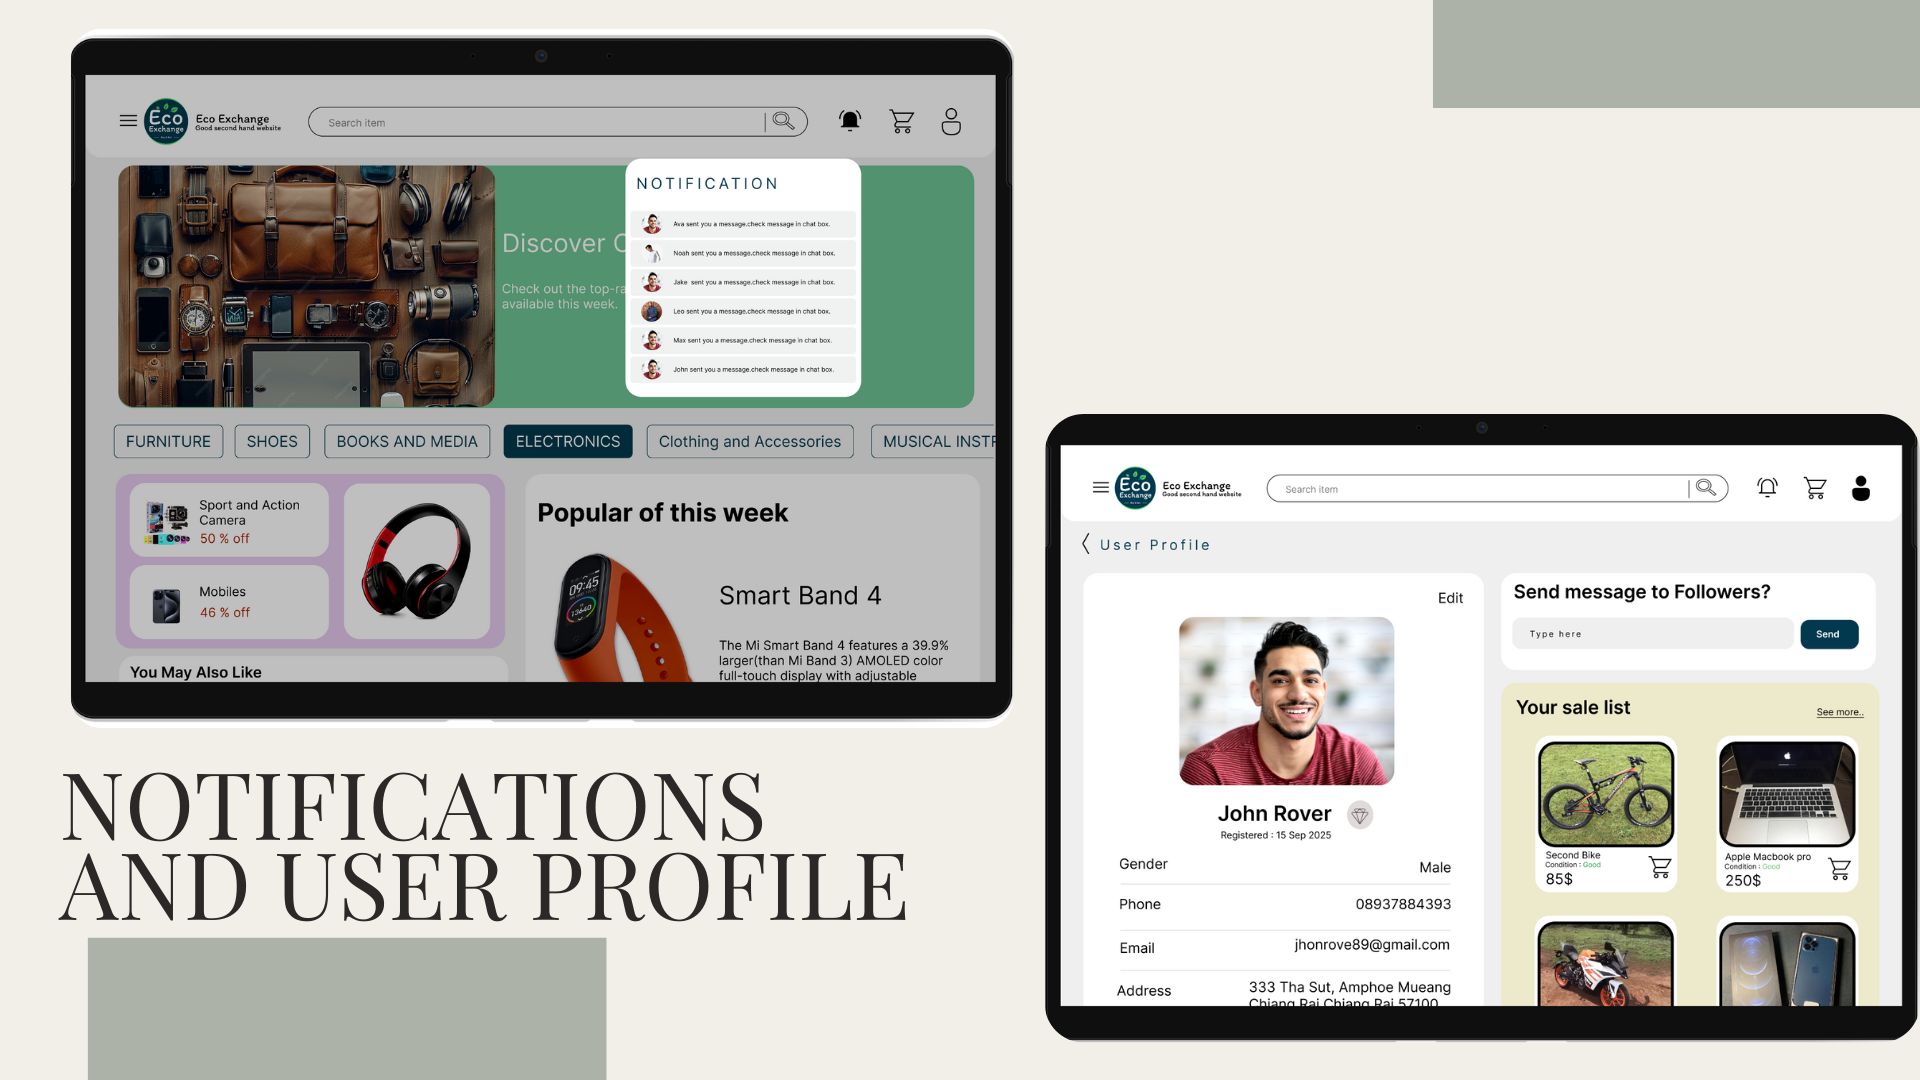 Eco
Exchange
Eco Exchange
Good second hand website
Search item
NOTIFICATION
Ava sent you a message.check message in chat box.
Noah sent you a message.check message in chat box.
Jake sent you a message.check message in chat box.
Leo sent you a message.check message in chat box.
Max sent you a message.check message in chat box.
John sent you a message.check message in chat box.
Discover
Check out the top-ra
available this week.
FURNITURE
SHOES
BOOKS AND MEDIA
ELECTRONICS
Clothing and Accessories
MUSICAL INSTR
Sport and Action
Camera
50 % off
Mobiles
46 % off
You May Also Like
Popular of this week
09:45
13640
Smart Band 4
The Mi Smart Band 4 features a 39.9%
larger(than Mi Band 3) AMOLED color
full-touch display with adjustable
NOTIFICATIONS
AND USER PROFILE
Eco
Exchange
Eco Exchange
Good second hand website
Search item
User Profile
Edit
John Rover
Registered : 15 Sep 2025
Gender
Male
Phone
08937884393
Email
jhonrove89@gmail.com
Address
333 Tha Sut, Amphoe Mueang
Chiang Rai Chiang Rai 57100
Send message to Followers?
Type here
Send
Your sale list
See more..
Second Bike
Condition : Good
85$
Apple Macbook pro
Condition : Good
250$